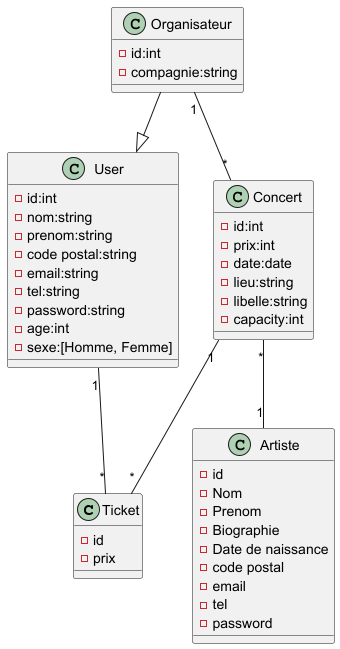 C Organisateur
id:int
compagnie:string
1
*
C User
id:int
nom:string
prenom:string
code postal:string
email:string
tel:string
password:string
age:int
sexe:[Homme, Femme]
C Concert
id:int
prix:int
date:date
lieu:string
libelle:string
capacity:int
1
1
*
*
*
1
C Ticket
id
prix
C Artiste
id
Nom
Prenom
Biographie
Date de naissance
code postal
email
tel
password